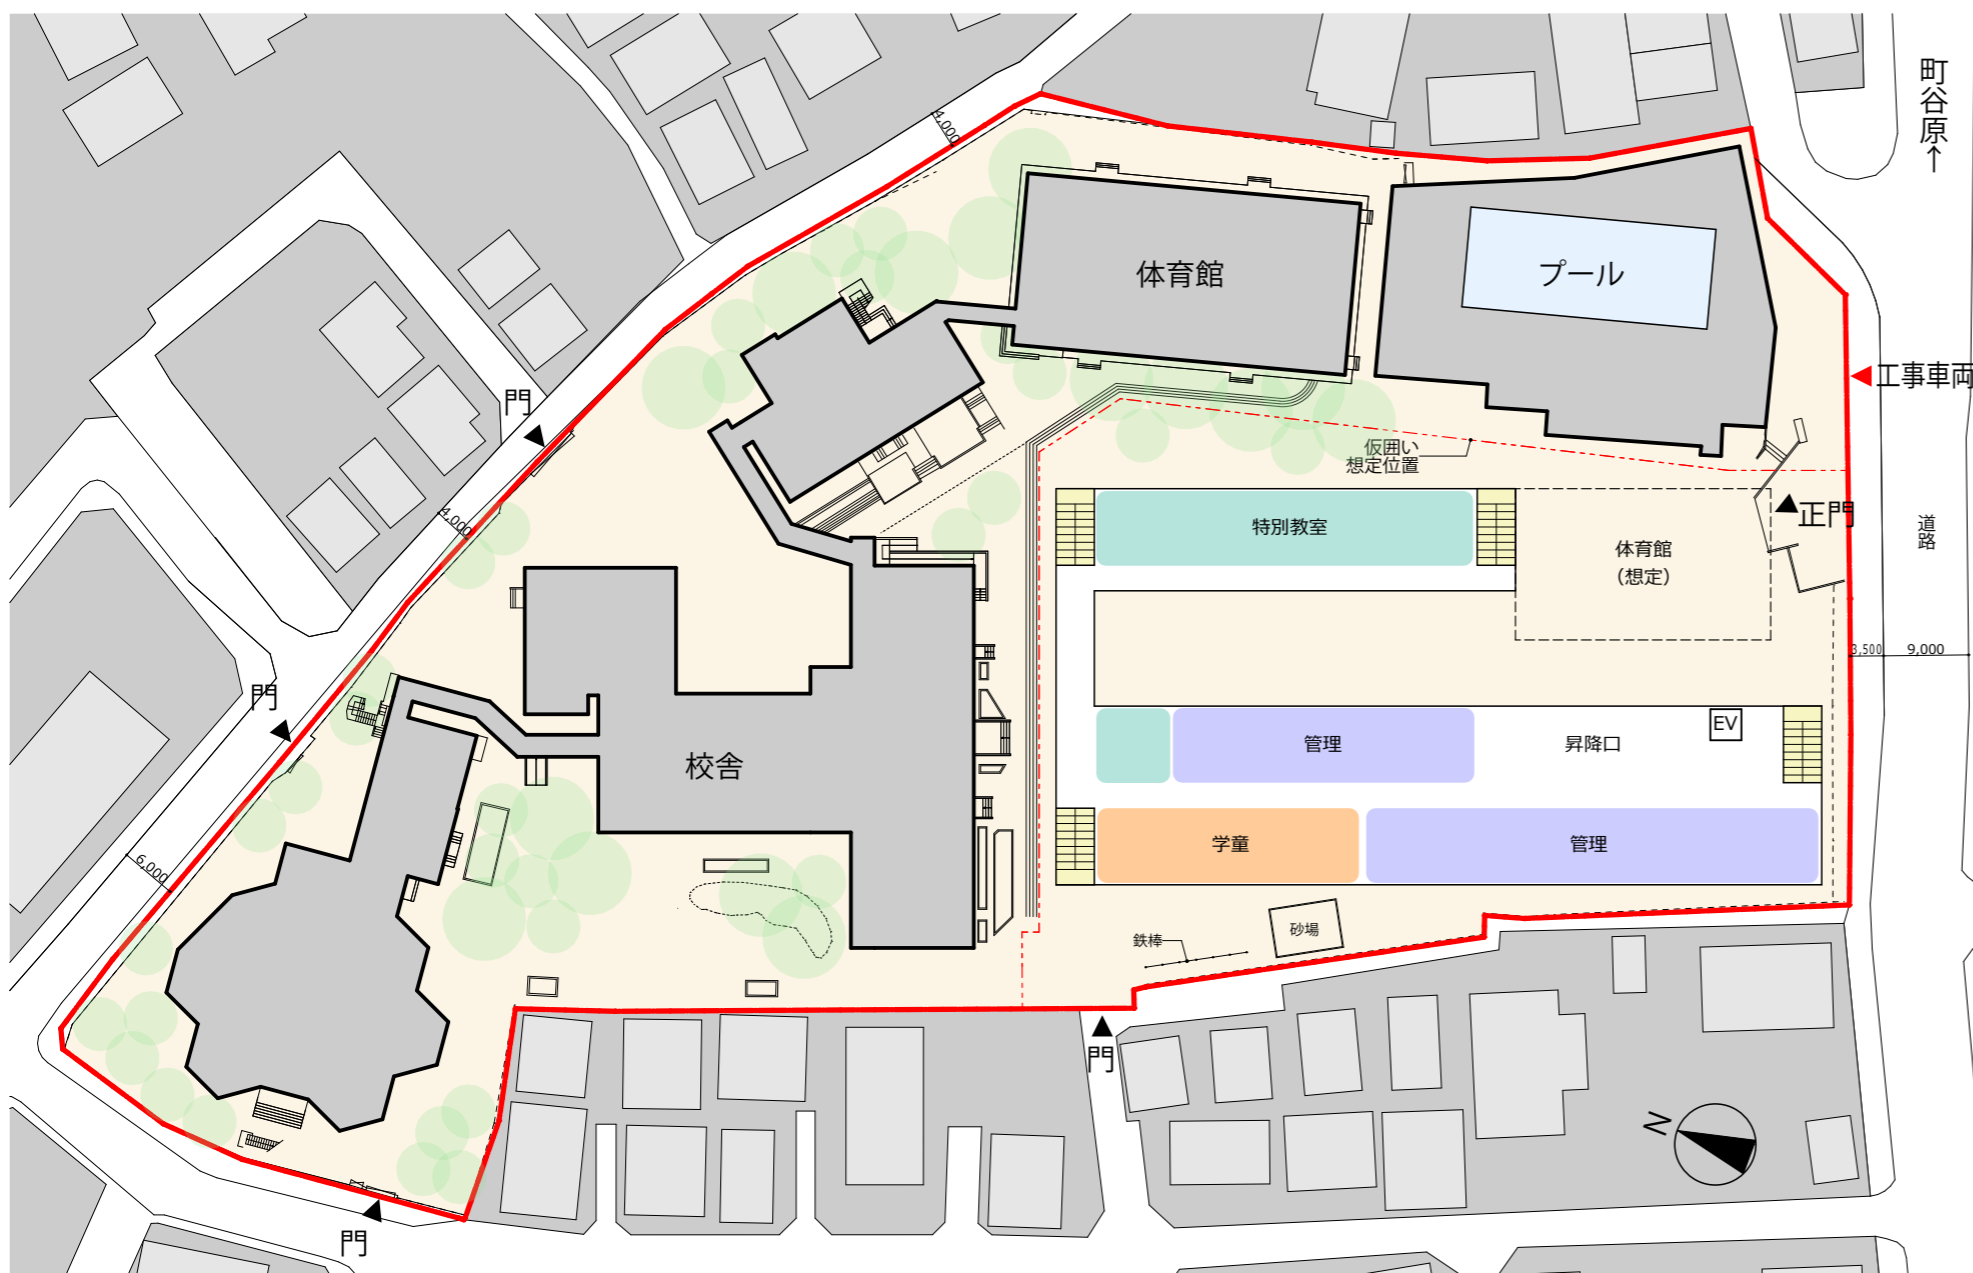 町谷原↑
4,000
体育館
プール
工事車両
門
仮囲い
想定位置
4,000
特別教室
正門
道路
体育館
(想定)
3,500
9,000
門
管理
昇降口
EV
校舎
6,000
学童
管理
砂場
鉄棒
門
N
門